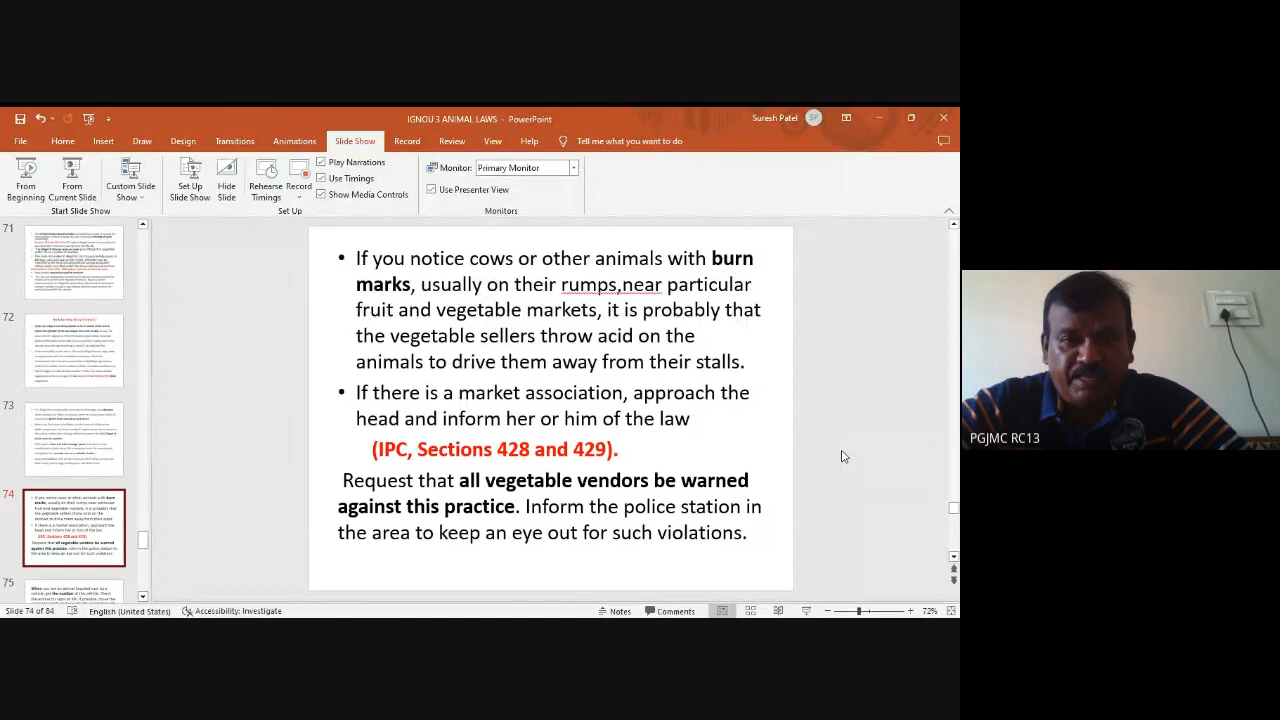 IGNOU 3 ANIMAL LAWS - PowerPoint
Suresh Patel SP
File Home Insert Draw Design Transitions Animations Slide Show Record Review View Help Tell me what you want to do
From Beginning
From Current Slide
Custom Slide Show
Start Slide Show
Set Up Slide Show
Hide Slide
Rehearse Timings
Record
Play Narrations
Use Timings
Show Media Controls
Set Up
Monitor: Primary Monitor
Use Presenter View
Monitors
71
72
73
74
75
• If you notice cows or other animals with burn
marks, usually on their rumps,near particular
fruit and vegetable markets, it is probably that
the vegetable sellers throw acid on the
animals to drive them away from their stalls.
• If there is a market association, approach the
head and inform her or him of the law
(IPC, Sections 428 and 429).
Request that all vegetable vendors be warned
against this practice. Inform the police station in
the area to keep an eye out for such violations.
PGJMC RC13
Slide 74 of 84 English (United States) Accessibility: Investigate Notes Comments 72%